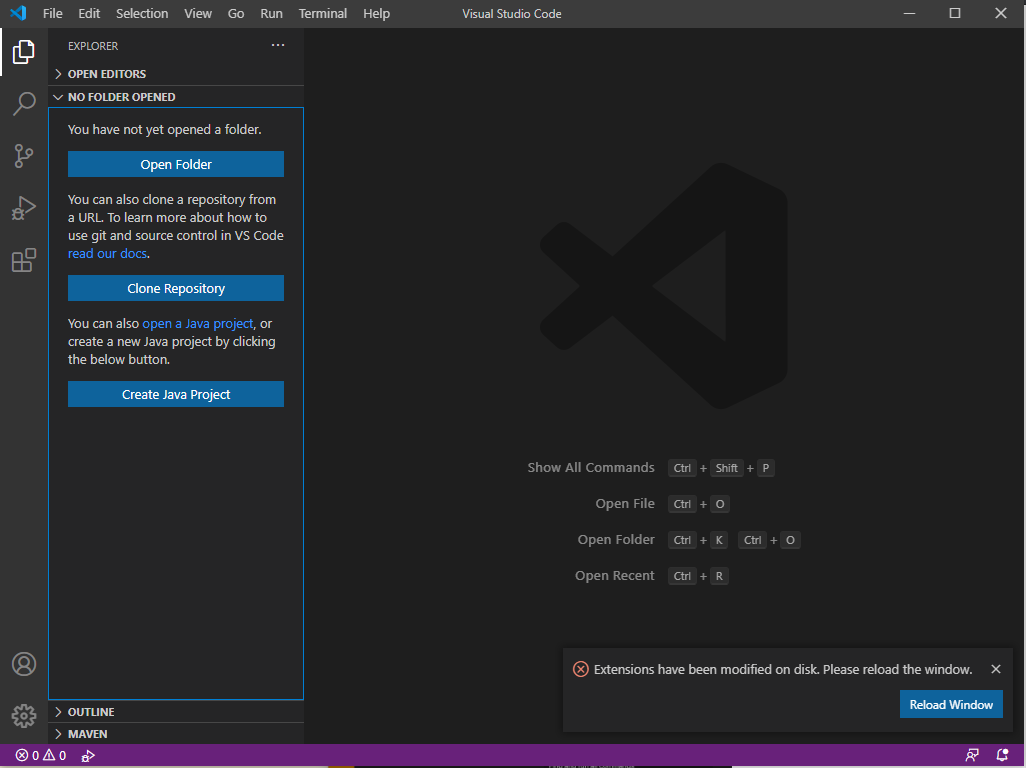 File Edit Selection View Go Run Terminal Help Visual Studio Code
EXPLORER
OPEN EDITORS
NO FOLDER OPENED
You have not yet opened a folder.
Open Folder
You can also clone a repository from
a URL. To learn more about how to
use git and source control in VS Code
read our docs.
Clone Repository
You can also open a Java project, or
create a new Java project by clicking
the below button.
Create Java Project
Show All Commands Ctrl + Shift + P
Open File Ctrl + O
Open Folder Ctrl + K Ctrl + O
Open Recent Ctrl + R
Extensions have been modified on disk. Please reload the window.
Reload Window
OUTLINE
MAVEN
0 0